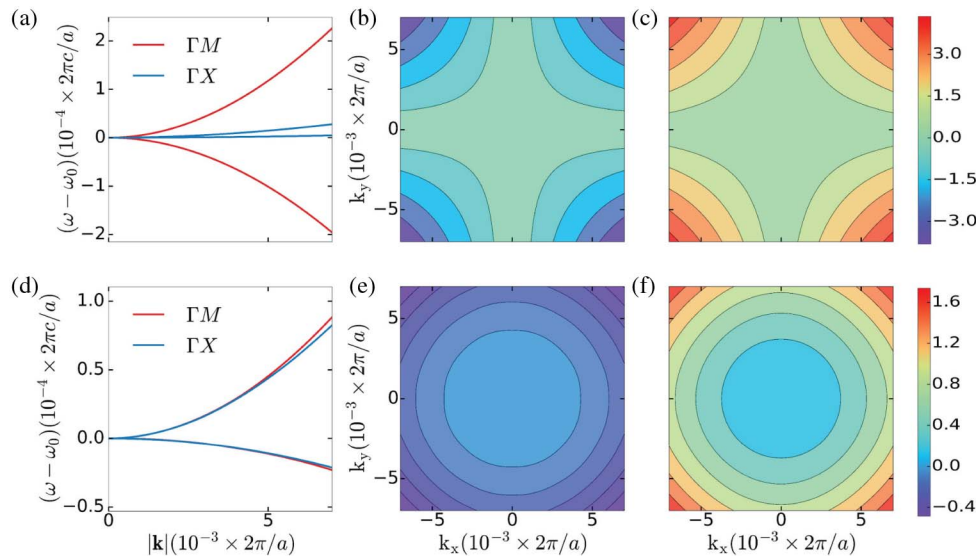 (a)
(b)
(c)
(ω − ω₀)(10⁻⁴ × 2πc/a)
2
1
0
−1
−2
ΓM
ΓX
k_y(10⁻³ × 2π/a)
5
0
−5
3.0
1.5
0.0
−1.5
−3.0
(d)
(e)
(f)
(ω − ω₀)(10⁻⁴ × 2πc/a)
1.0
0.5
0.0
−0.5
ΓM
ΓX
0
5
|k|(10⁻³ × 2π/a)
k_y(10⁻³ × 2π/a)
5
0
−5
−5 0 5
k_x(10⁻³ × 2π/a)
−5 0 5
k_x(10⁻³ × 2π/a)
1.6
1.2
0.8
0.4
0.0
−0.4